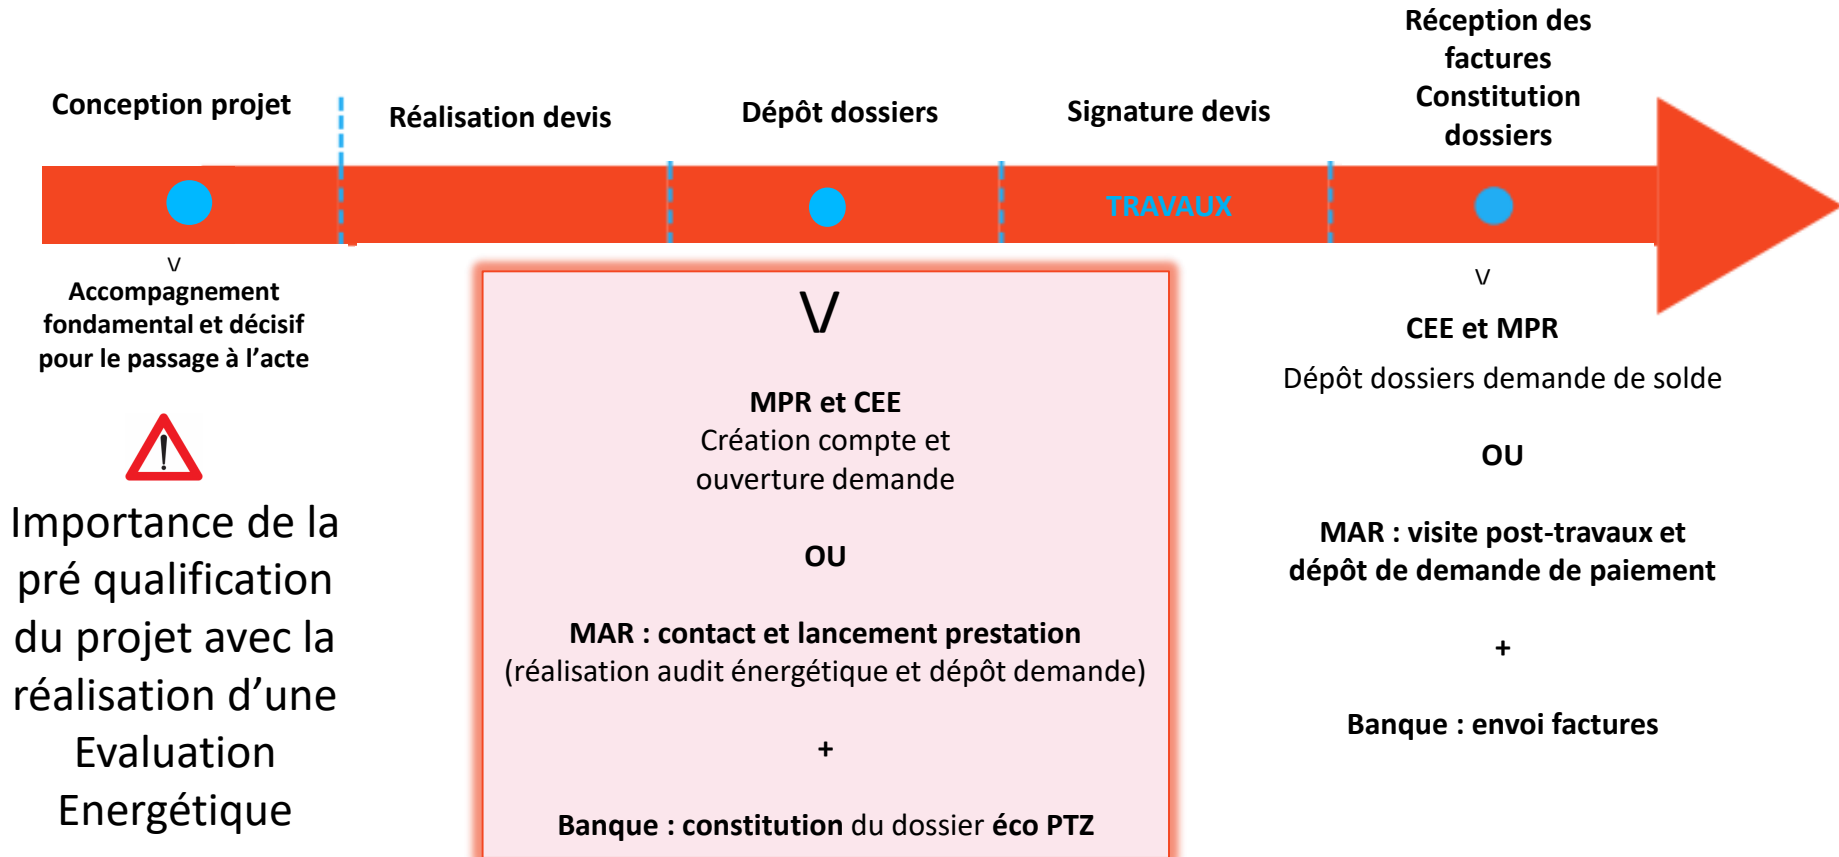 Conception projet
Réalisation devis
Dépôt dossiers
Signature devis
Réception des
factures
Constitution
dossiers
TRAVAUX
V
Accompagnement
fondamental et décisif
pour le passage à l’acte
!
Importance de la
pré qualification
du projet avec la
réalisation d’une
Evaluation
Energétique
V
MPR et CEE
Création compte et
ouverture demande
OU
MAR : contact et lancement prestation
(réalisation audit énergétique et dépôt demande)
+
Banque : constitution du dossier éco PTZ
V
CEE et MPR
Dépôt dossiers demande de solde
OU
MAR : visite post-travaux et
dépôt de demande de paiement
+
Banque : envoi factures